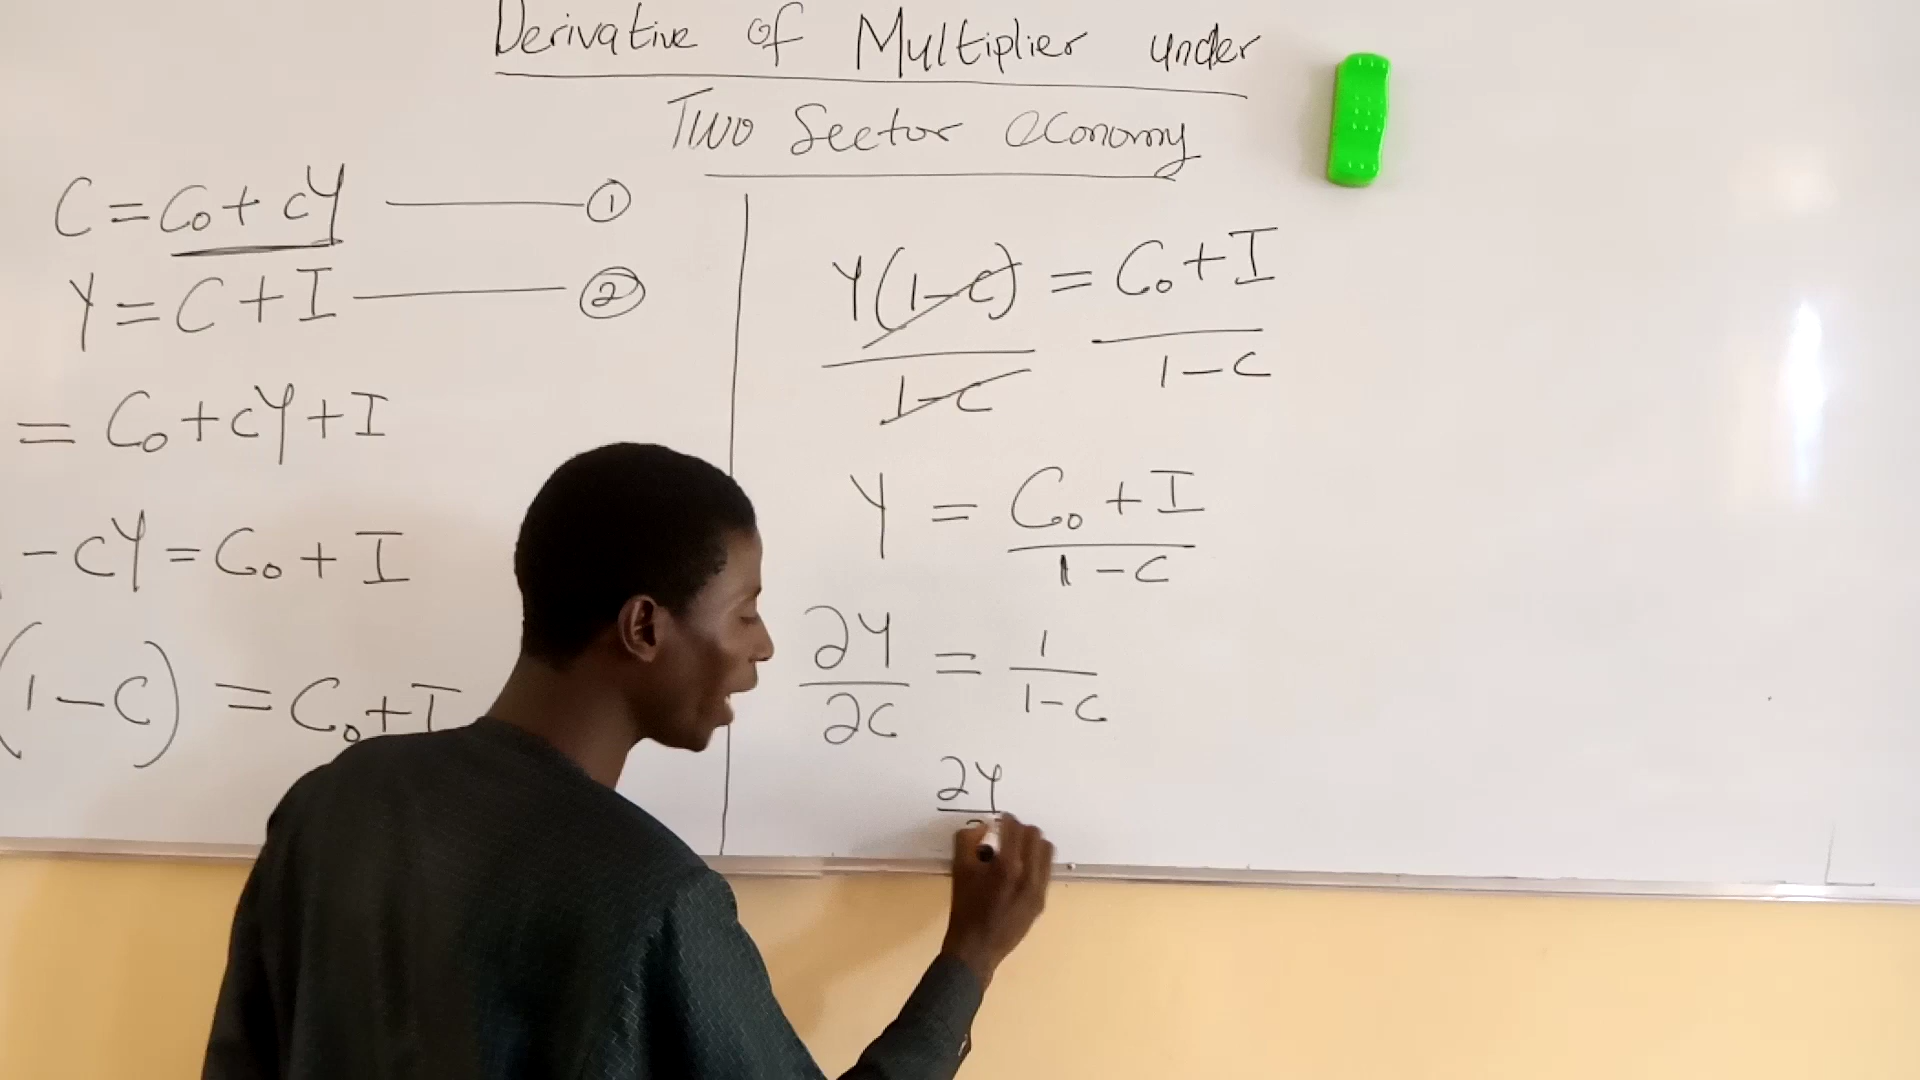 Derivative of Multiplier under
Two Sector economy
C = C₀ + cY ——— ①
Y = C + I ——— ②
= C₀ + cY + I
- cY = C₀ + I
(1 - C) = C₀ + I
Y(1-c) = C₀ + I
1-c 1-C
Y = C₀ + I
1-C
∂Y = 1
∂C 1-C
∂Y